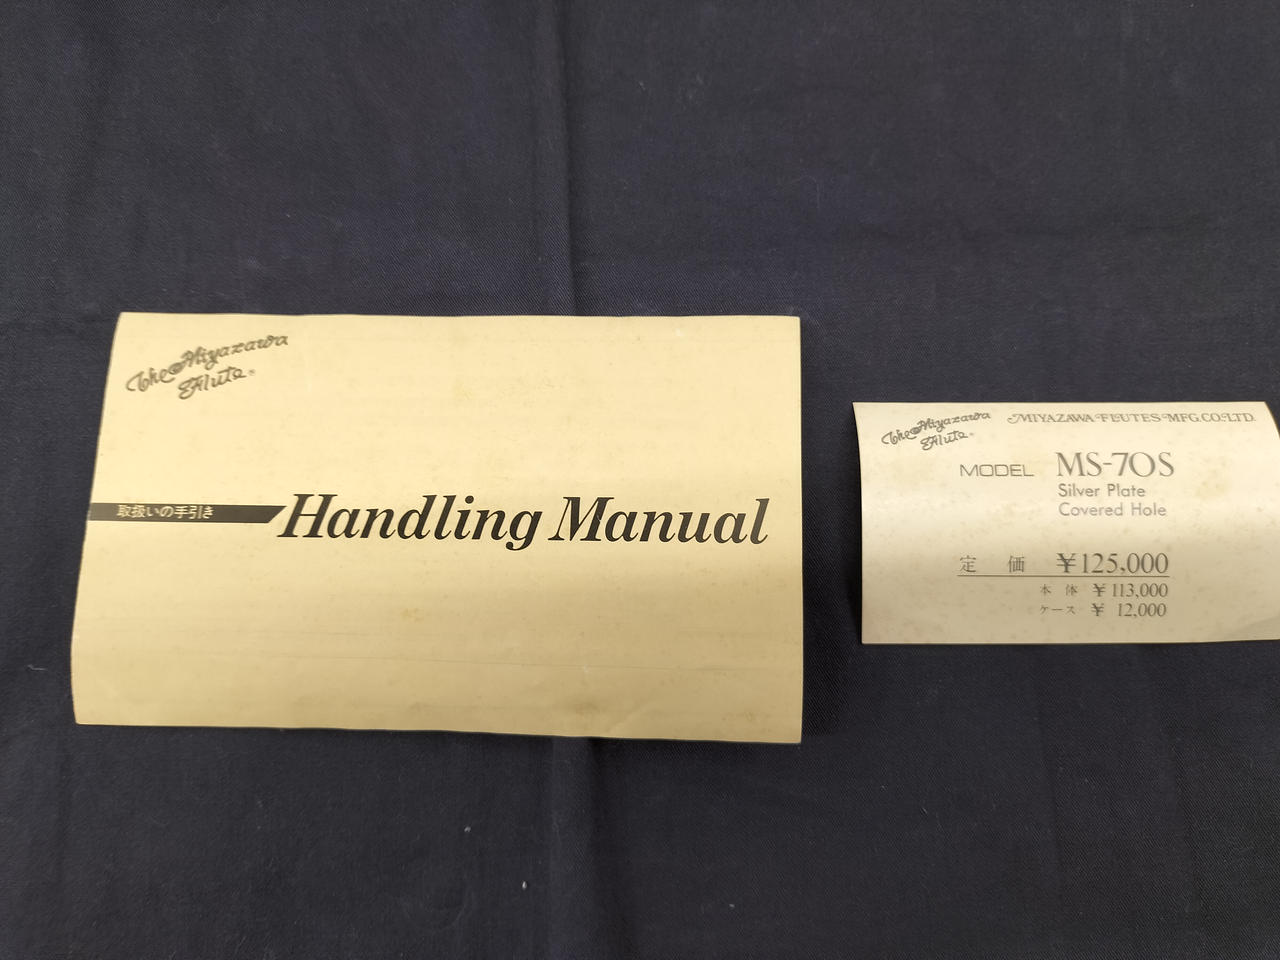 The Miyazawa
Flute®
取扱いの手引き
Handling Manual
The Miyazawa
Flute®
MIYAZAWA FLUTES MFG.CO.LTD.
MODEL MS-70S
Silver Plate
Covered Hole
定 価 ¥125,000
本 体 ¥ 113,000
ケース ¥ 12,000